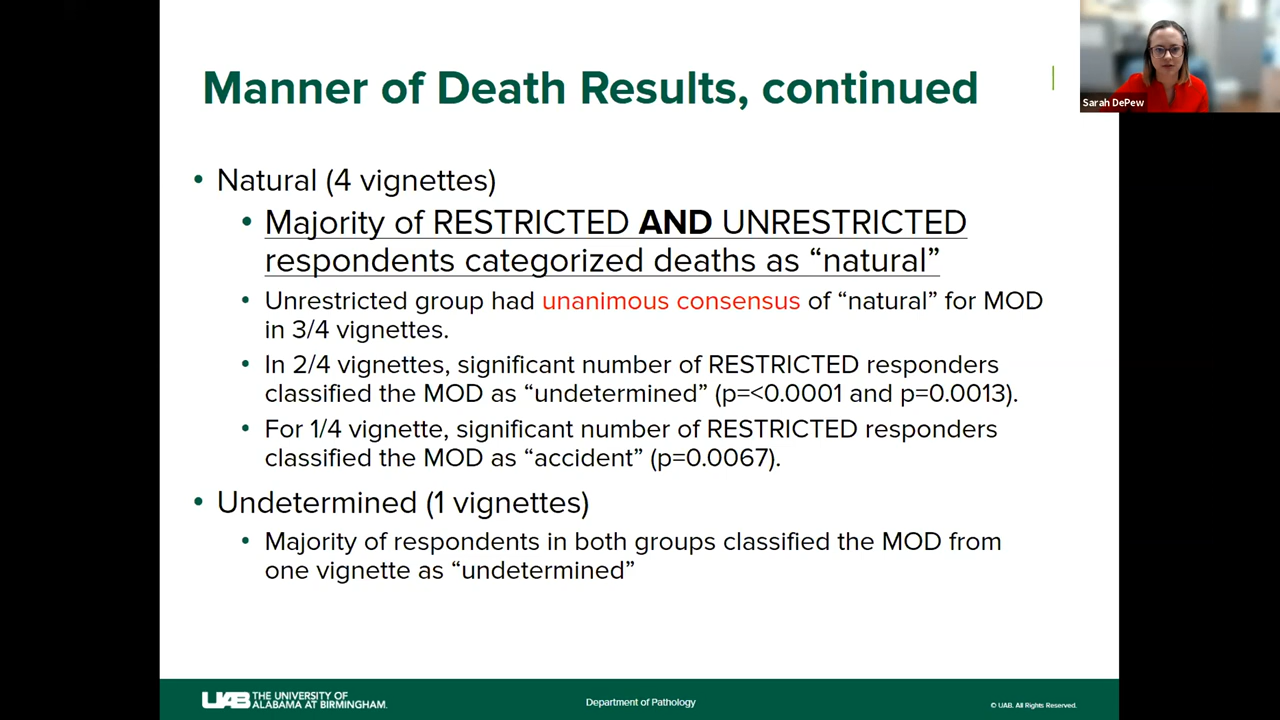 Manner of Death Results, continued
Sarah DePew
• Natural (4 vignettes)
• Majority of RESTRICTED AND UNRESTRICTED
respondents categorized deaths as “natural”
• Unrestricted group had unanimous consensus of “natural” for MOD
in 3/4 vignettes.
• In 2/4 vignettes, significant number of RESTRICTED responders
classified the MOD as “undetermined” (p=<0.0001 and p=0.0013).
• For 1/4 vignette, significant number of RESTRICTED responders
classified the MOD as “accident” (p=0.0067).
• Undetermined (1 vignettes)
• Majority of respondents in both groups classified the MOD from
one vignette as “undetermined”
UAB THE UNIVERSITY OF
ALABAMA AT BIRMINGHAM.
Department of Pathology
© UAB. All Rights Reserved.